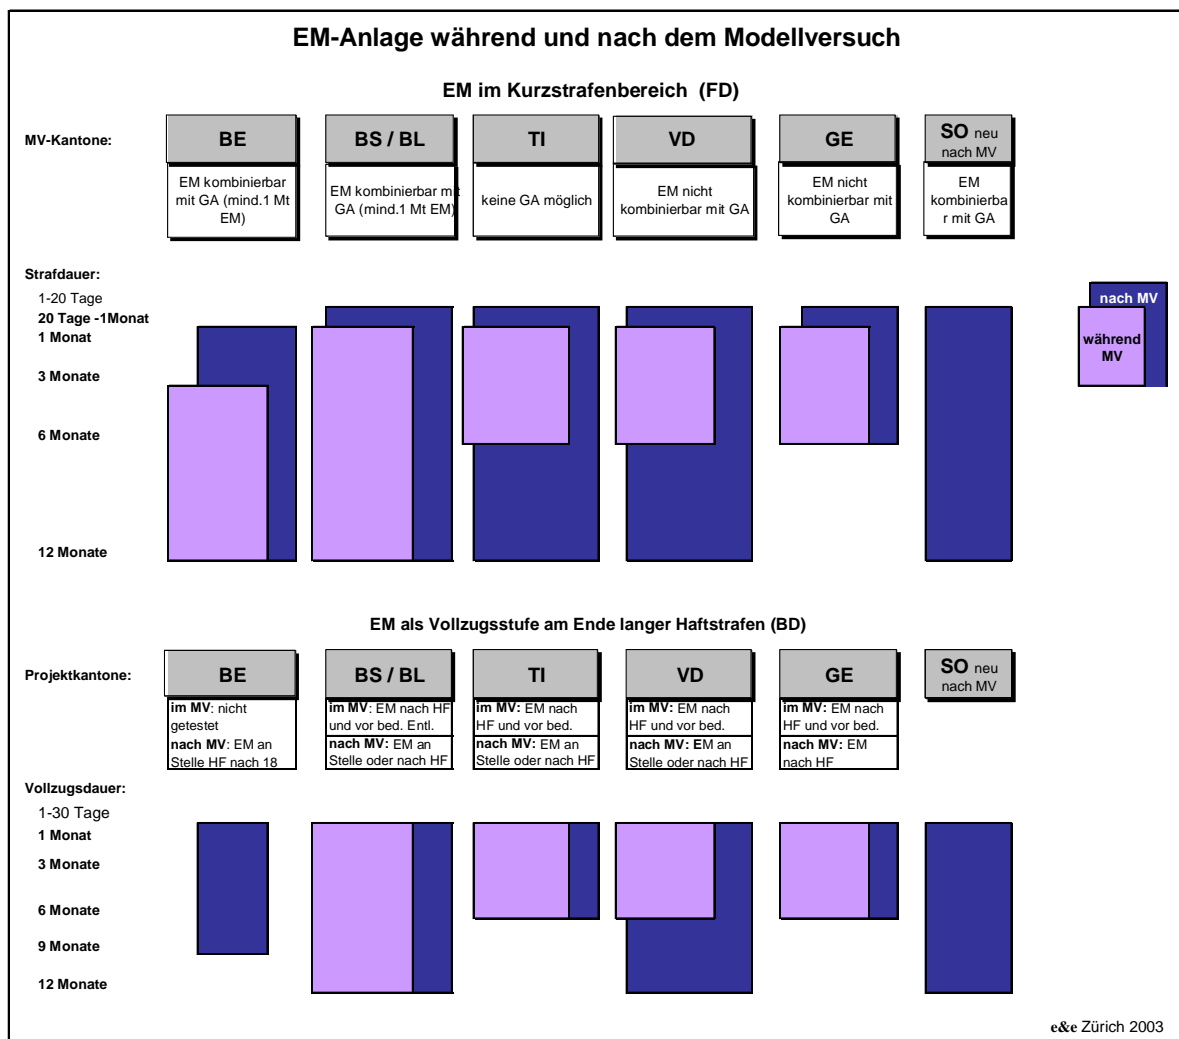 EM-Anlage während und nach dem Modellversuch
EM im Kurzstrafenbereich (FD)
MV-Kantone:
BE
BS / BL
TI
VD
GE
SO neu
nach MV
EM kombinierbar
mit GA (mind.1 Mt
EM)
EM kombinierbar mit
GA (mind.1 Mt EM)
keine GA möglich
EM nicht
kombinierbar mit GA
EM nicht
kombinierbar mit
GA
EM
kombinierba
r mit GA
Strafdauer:
1-20 Tage
20 Tage -1Monat
1 Monat
3 Monate
6 Monate
12 Monate
nach MV
während
MV
EM als Vollzugsstufe am Ende langer Haftstrafen (BD)
Projektkantone:
BE
BS / BL
TI
VD
GE
SO neu
nach MV
im MV: nicht
getestet
nach MV: EM an
Stelle HF nach 18
im MV: EM nach HF
und vor bed. Entl.
nach MV: EM an
Stelle oder nach HF
im MV: EM nach
HF und vor bed.
nach MV: EM an
Stelle oder nach HF
im MV: EM nach
HF und vor bed.
nach MV: EM an
Stelle oder nach HF
im MV: EM nach
HF und vor bed.
nach MV: EM
nach HF
Vollzugsdauer:
1-30 Tage
1 Monat
3 Monate
6 Monate
9 Monate
12 Monate
e&e Zürich 2003